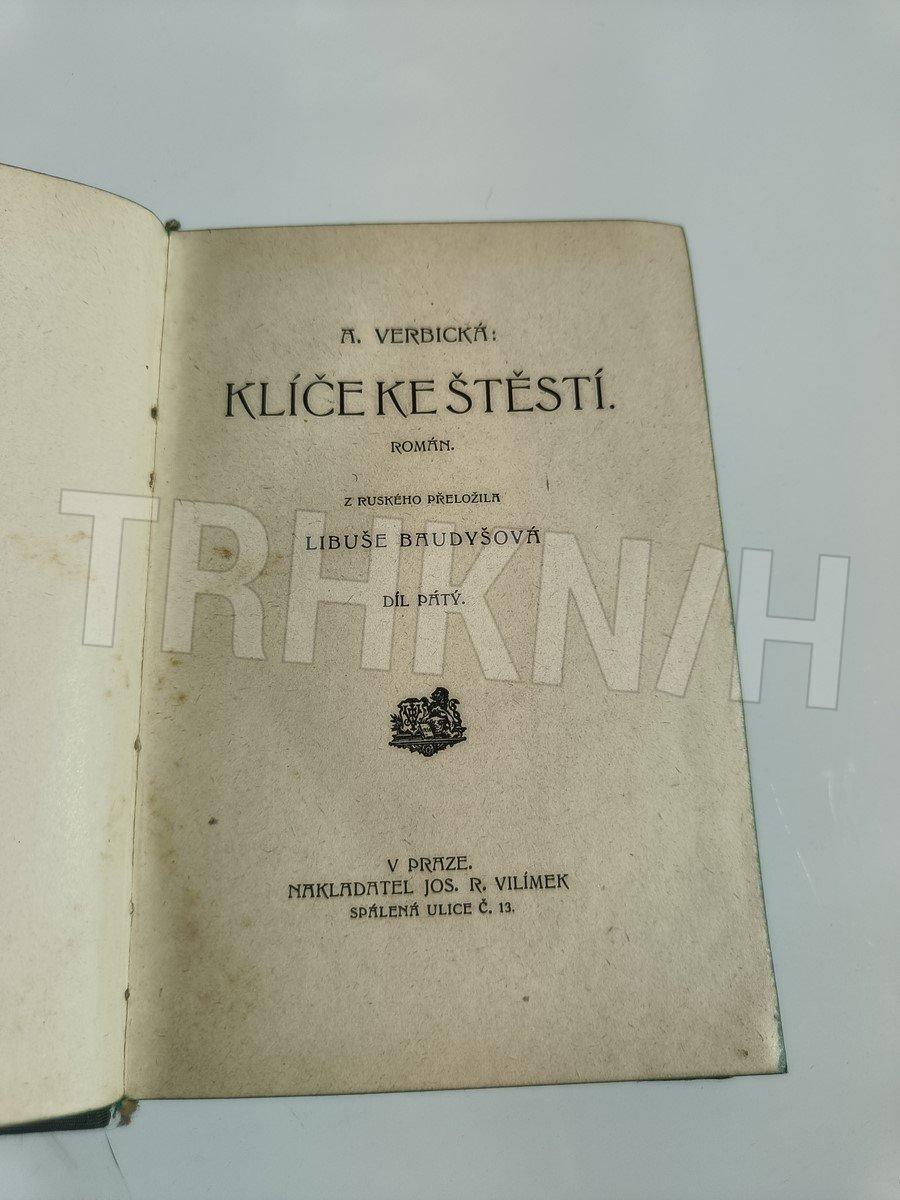 A. VERBICKÁ:
KLÍČE KE ŠTĚSTÍ.
ROMÁN.
Z RUSKÉHO PŘELOŽILA
LIBUŠE BAUDYŠOVÁ
DÍL PÁTÝ.
TRHKNIH
V PRAZE.
NAKLADATEL JOS. R. VILÍMEK
SPÁLENÁ ULICE Č. 13.